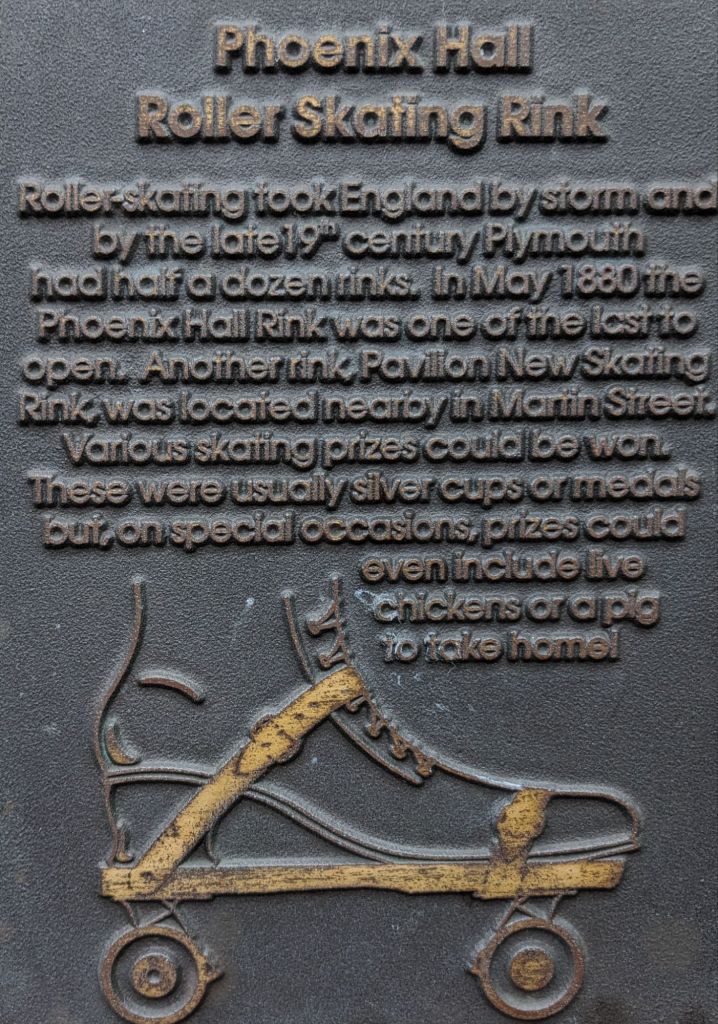 Phoenix Hall
Roller Skating Rink
Roller-skating took England by storm and
by the late 19th century Plymouth
had half a dozen rinks. In May 1880 the
Phoenix Hall Rink was one of the last to
open. Another rink, Pavilion New Skating
Rink, was located nearby in Martin Street.
Various skating prizes could be won.
These were usually silver cups or medals
but, on special occasions, prizes could
even include live
chickens or a pig
to take home!